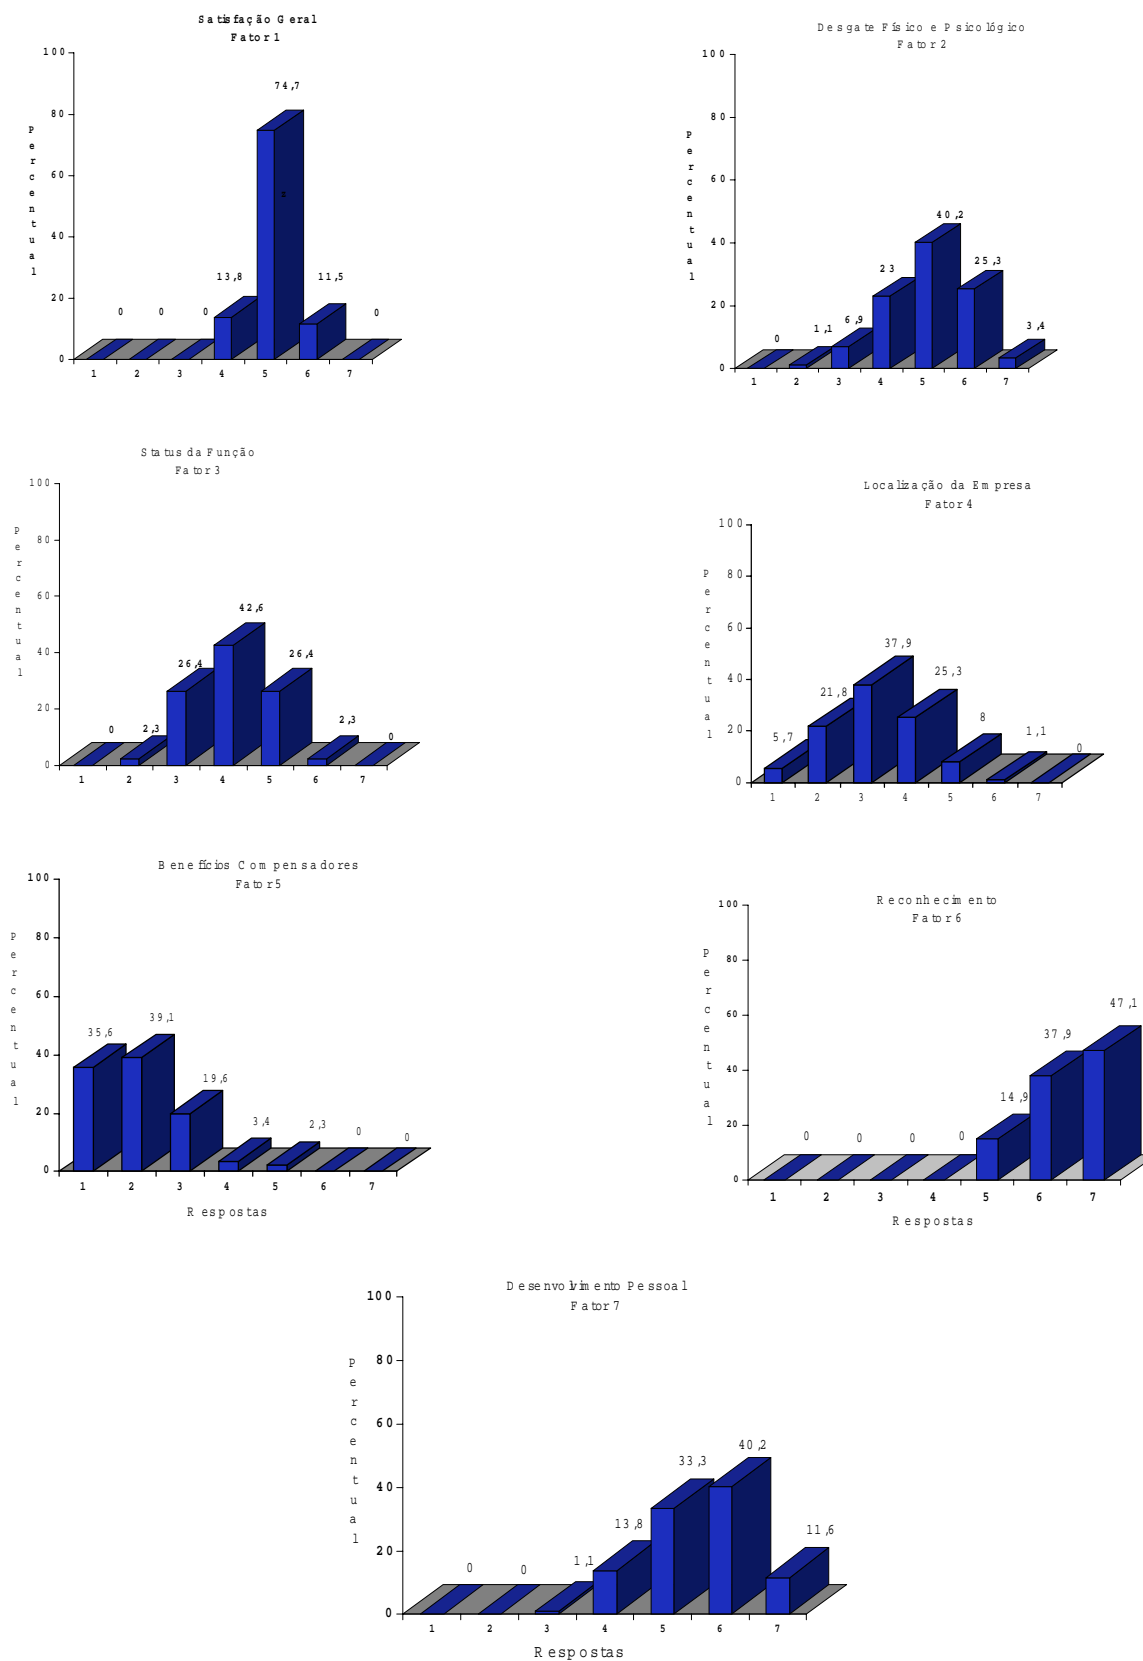 Satisfação Geral
Fator 1
100
80
60
40
20
0
Percentual
0 0 0 13,8 74,7 11,5 0
1 2 3 4 5 6 7
Desgate Físico e Psicológico
Fator 2
100
80
60
40
20
0
Percentual
0 1,1 6,9 23 40,2 25,3 3,4
1 2 3 4 5 6 7
Status da Função
Fator 3
100
80
60
40
20
0
Percentual
0 2,3 26,4 42,6 26,4 2,3 0
1 2 3 4 5 6 7
Localização da Empresa
Fator 4
100
80
60
40
20
0
Percentual
5,7 21,8 37,9 25,3 8 1,1 0
1 2 3 4 5 6 7
Benefícios Compensadores
Fator 5
100
80
60
40
20
0
Percentual
35,6 39,1 19,6 3,4 2,3 0 0
1 2 3 4 5 6 7
Respostas
Reconhecimento
Fator 6
100
80
60
40
20
0
Percentual
0 0 0 0 14,9 37,9 47,1
1 2 3 4 5 6 7
Respostas
Desenvolvimento Pessoal
Fator 7
100
80
60
40
20
0
Percentual
0 0 1,1 13,8 33,3 40,2 11,6
1 2 3 4 5 6 7
Respostas